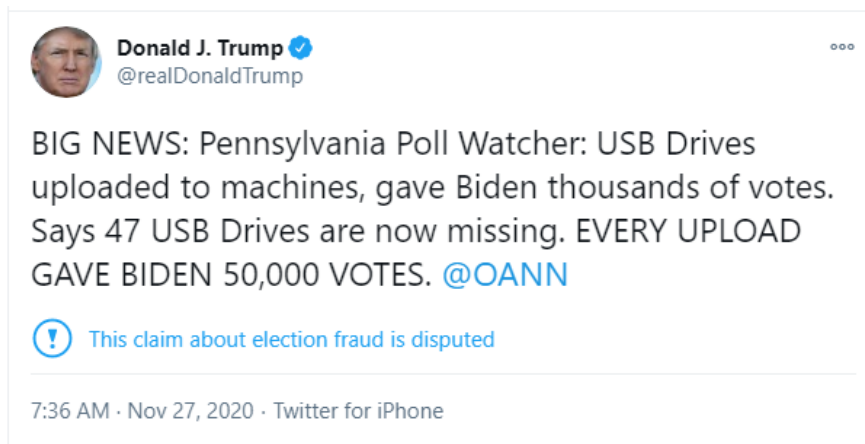 Donald J. Trump
@realDonaldTrump
BIG NEWS: Pennsylvania Poll Watcher: USB Drives
uploaded to machines, gave Biden thousands of votes.
Says 47 USB Drives are now missing. EVERY UPLOAD
GAVE BIDEN 50,000 VOTES. @OANN
This claim about election fraud is disputed
7:36 AM · Nov 27, 2020 · Twitter for iPhone